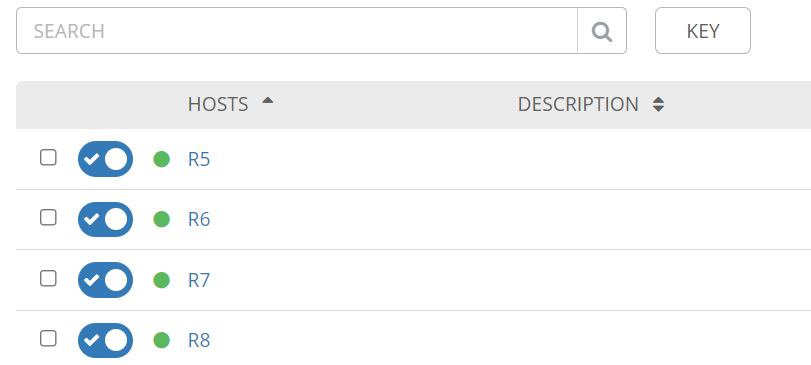 SEARCH KEY
HOSTS DESCRIPTION
R5
R6
R7
R8